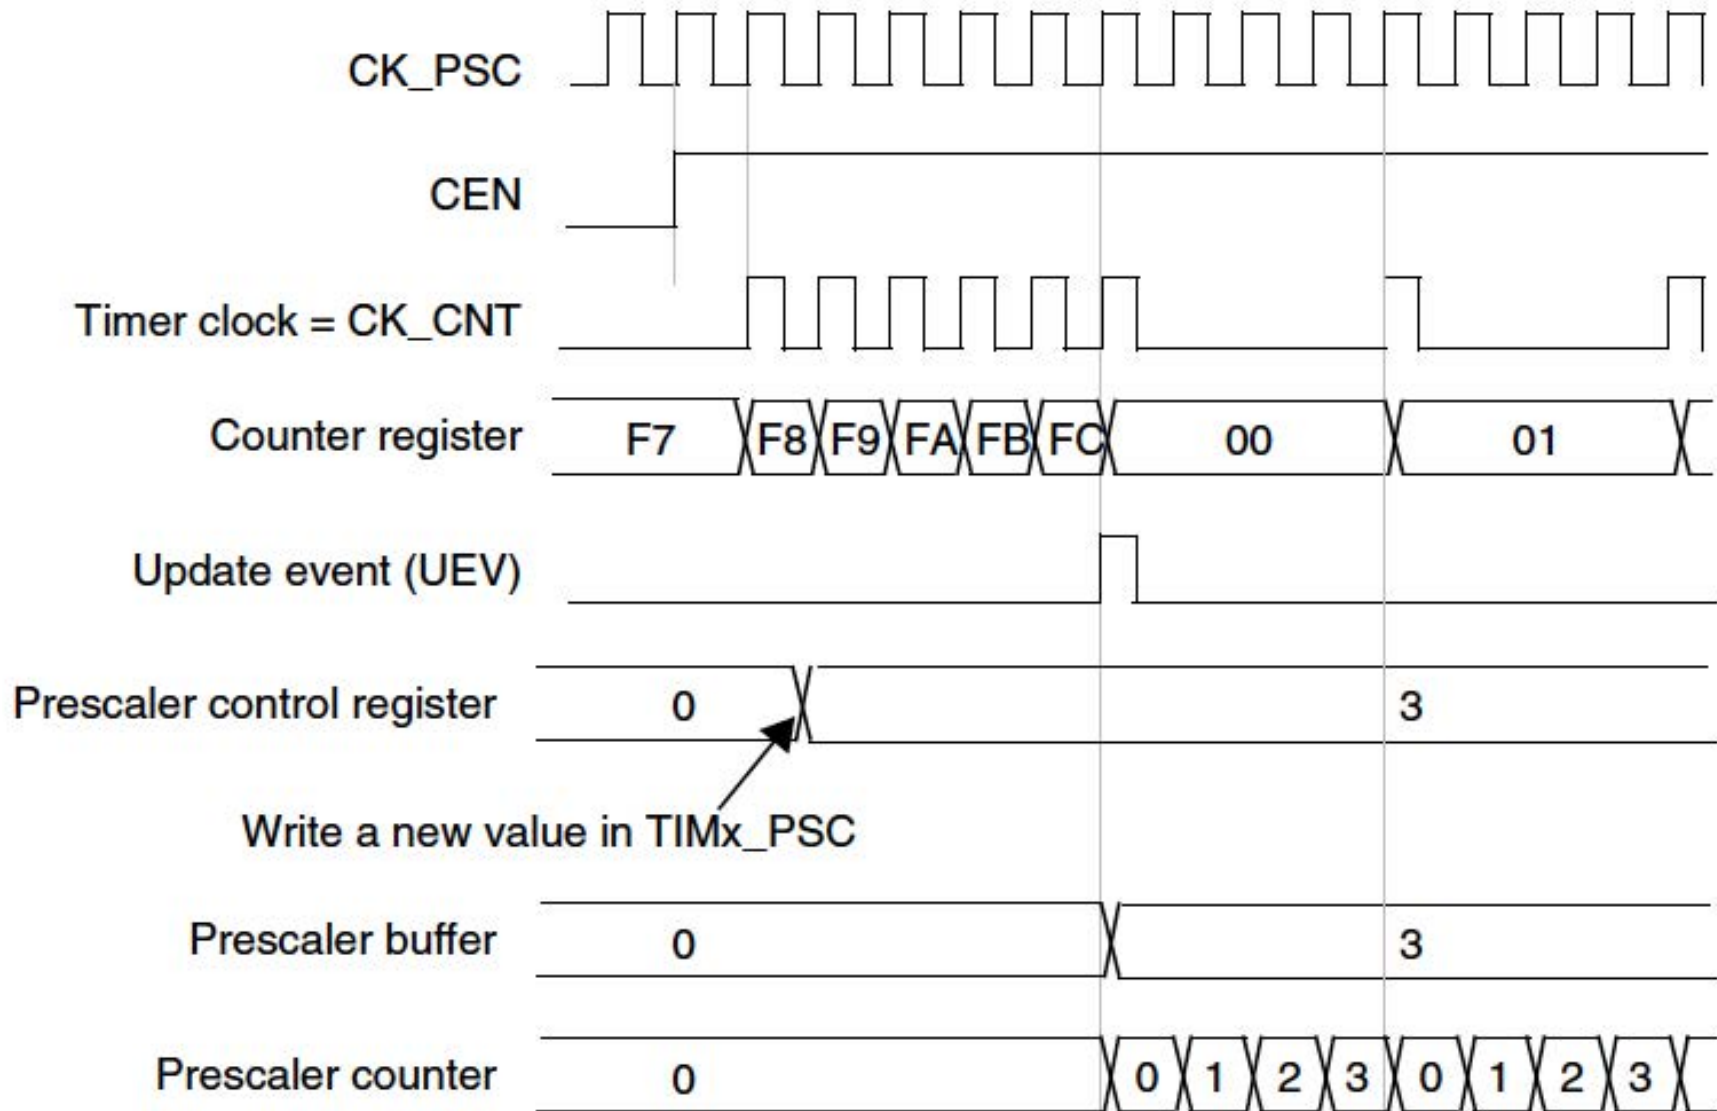 CK_PSC
CEN
Timer clock = CK_CNT
Counter register F7 F8 F9 FA FB FC 00 01
Update event (UEV)
Prescaler control register 0 3
Write a new value in TIMx_PSC
Prescaler buffer 0 3
Prescaler counter 0 0 1 2 3 0 1 2 3